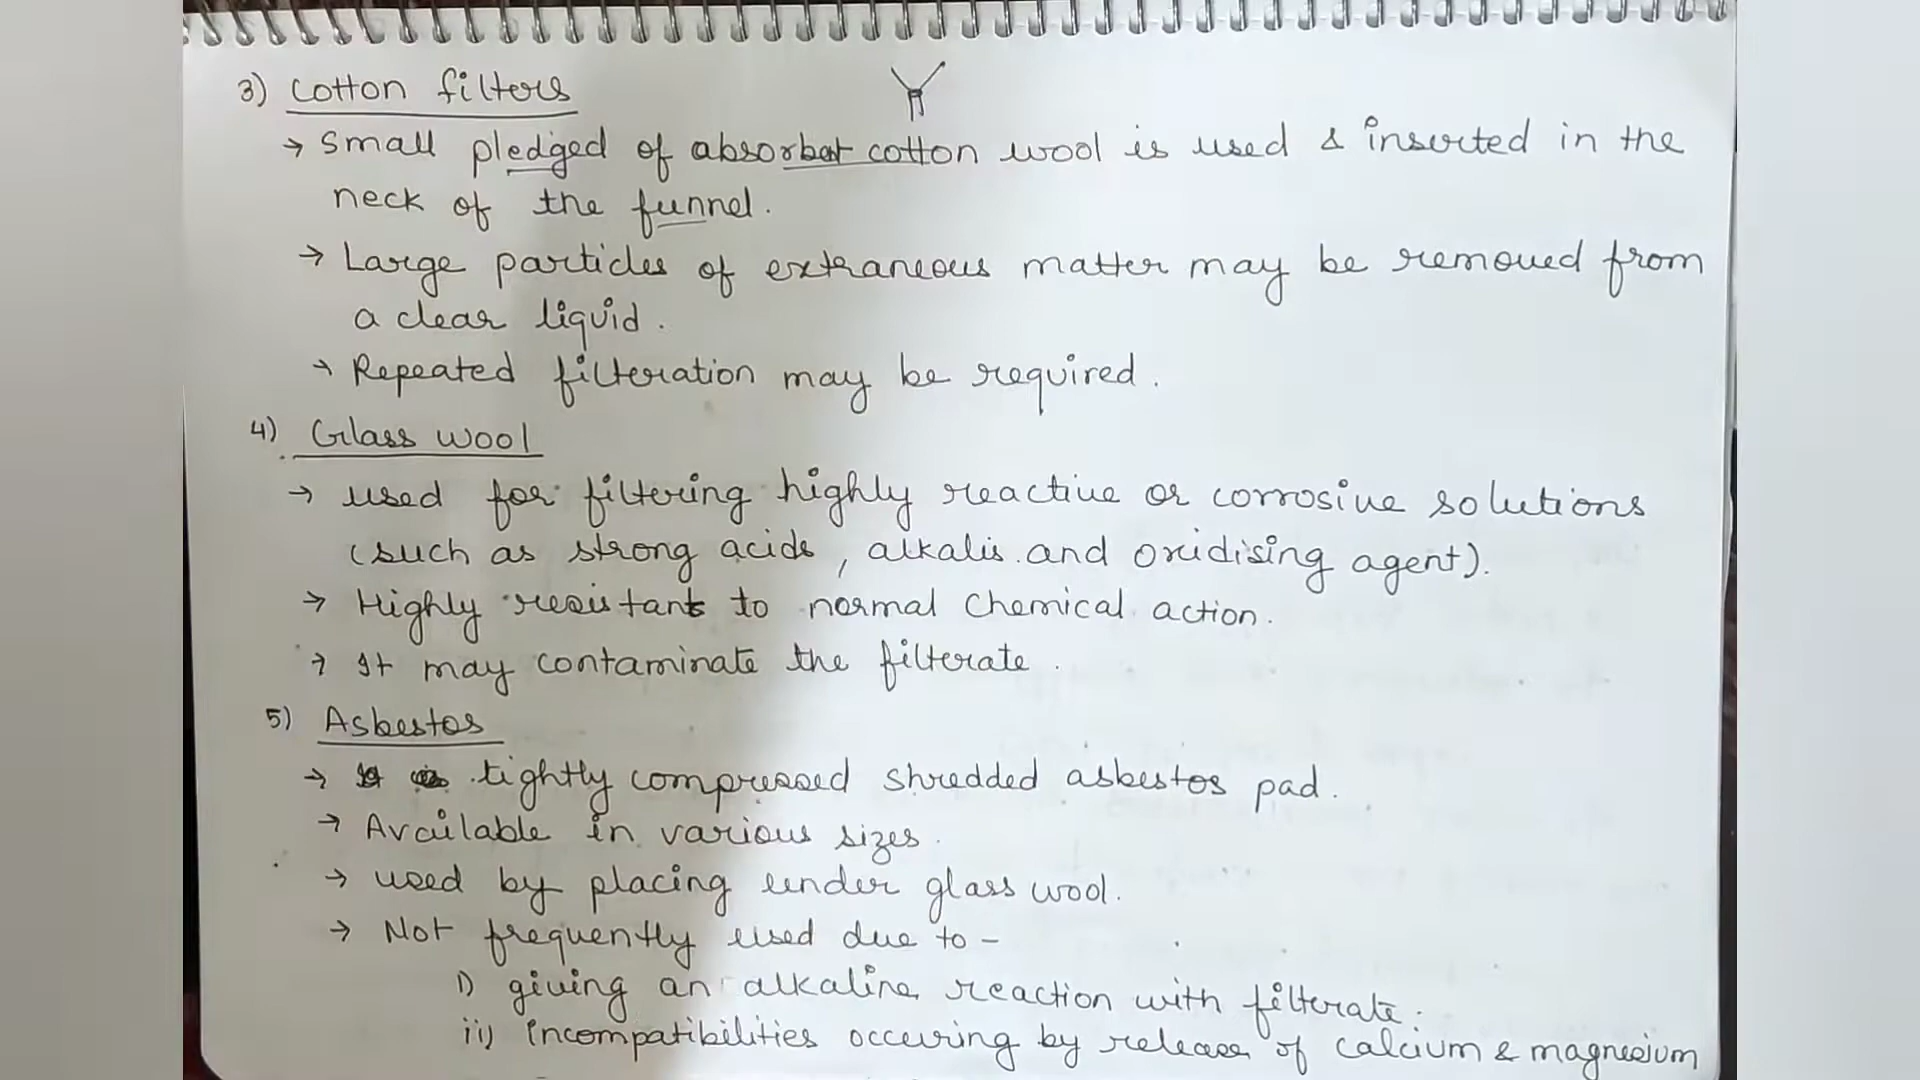 3) Cotton filters
→ Small pledged of absorbat cotton wool is used & inserted in the
neck of the funnel.
→ Large particles of extraneous matter may be removed from
a clear liquid.
→ Repeated filteration may be required.
4) Glass wool
→ used for filtering highly reactive or corrosive solutions
(such as strong acids, alkalis and oxidising agent).
→ Highly resistant to normal chemical action.
→ It may contaminate the filterate.
5) Asbestos
→ tightly compressed shredded asbestos pad.
→ Available in various sizes.
→ used by placing under glass wool.
→ Not frequently used due to -
i) giving an alkaline reaction with filterate.
ii) incompatibilities occuring by release of calcium & magnesium